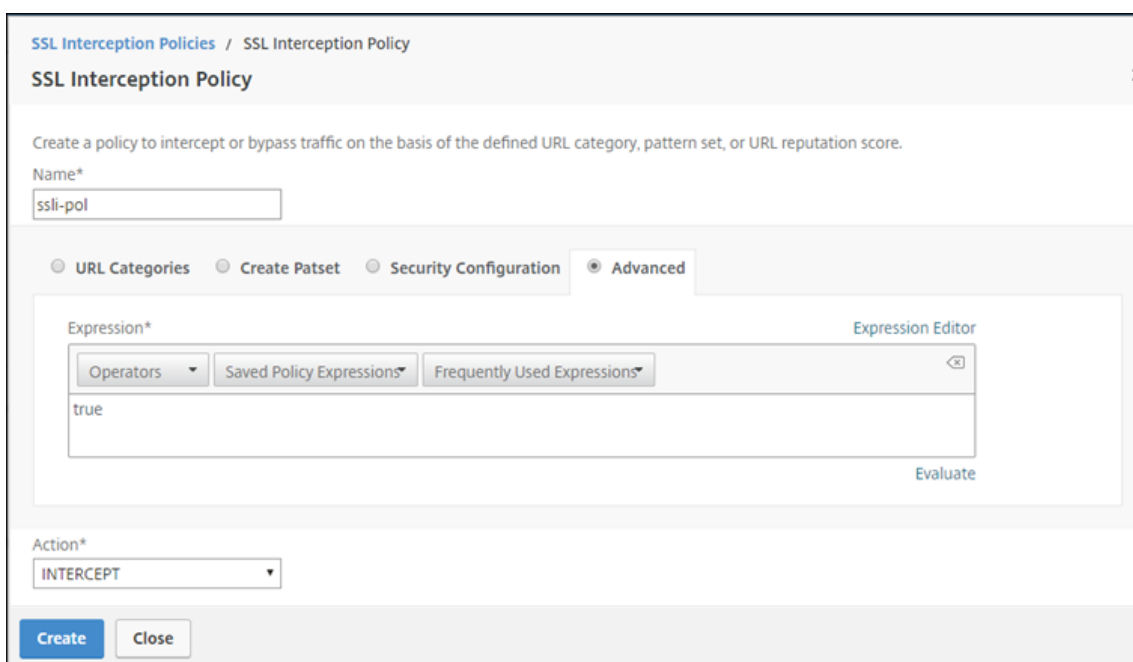 SSL Interception Policies / SSL Interception Policy
SSL Interception Policy
Create a policy to intercept or bypass traffic on the basis of the defined URL category, pattern set, or URL reputation score.
Name*
ssli-pol
URL Categories Create Patset Security Configuration Advanced
Expression* Expression Editor
Operators Saved Policy Expressions Frequently Used Expressions
true
Evaluate
Action*
INTERCEPT
Create Close